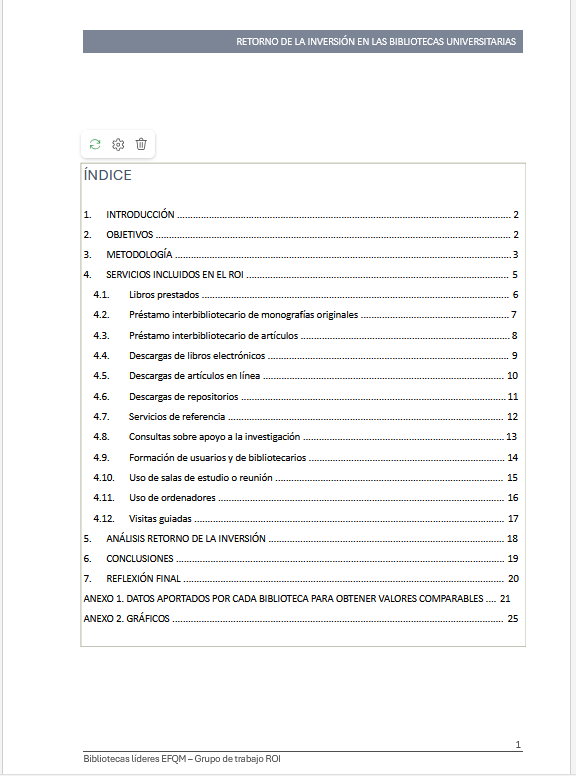 RETORNO DE LA INVERSIÓN EN LAS BIBLIOTECAS UNIVERSITARIAS
ÍNDICE
1. INTRODUCCIÓN 2
2. OBJETIVOS 2
3. METODOLOGÍA 3
4. SERVICIOS INCLUIDOS EN EL ROI 5
4.1. Libros prestados 6
4.2. Préstamo interbibliotecario de monografías originales 7
4.3. Préstamo interbibliotecario de artículos 8
4.4. Descargas de libros electrónicos 9
4.5. Descargas de artículos en línea 10
4.6. Descargas de repositorios 11
4.7. Servicios de referencia 12
4.8. Consultas sobre apoyo a la investigación 13
4.9. Formación de usuarios y de bibliotecarios 14
4.10. Uso de salas de estudio o reunión 15
4.11. Uso de ordenadores 16
4.12. Visitas guiadas 17
5. ANÁLISIS RETORNO DE LA INVERSIÓN 18
6. CONCLUSIONES 19
7. REFLEXIÓN FINAL 20
ANEXO 1. DATOS APORTADOS POR CADA BIBLIOTECA PARA OBTENER VALORES COMPARABLES .... 21
ANEXO 2. GRÁFICOS 25
1
Bibliotecas líderes EFQM – Grupo de trabajo ROI